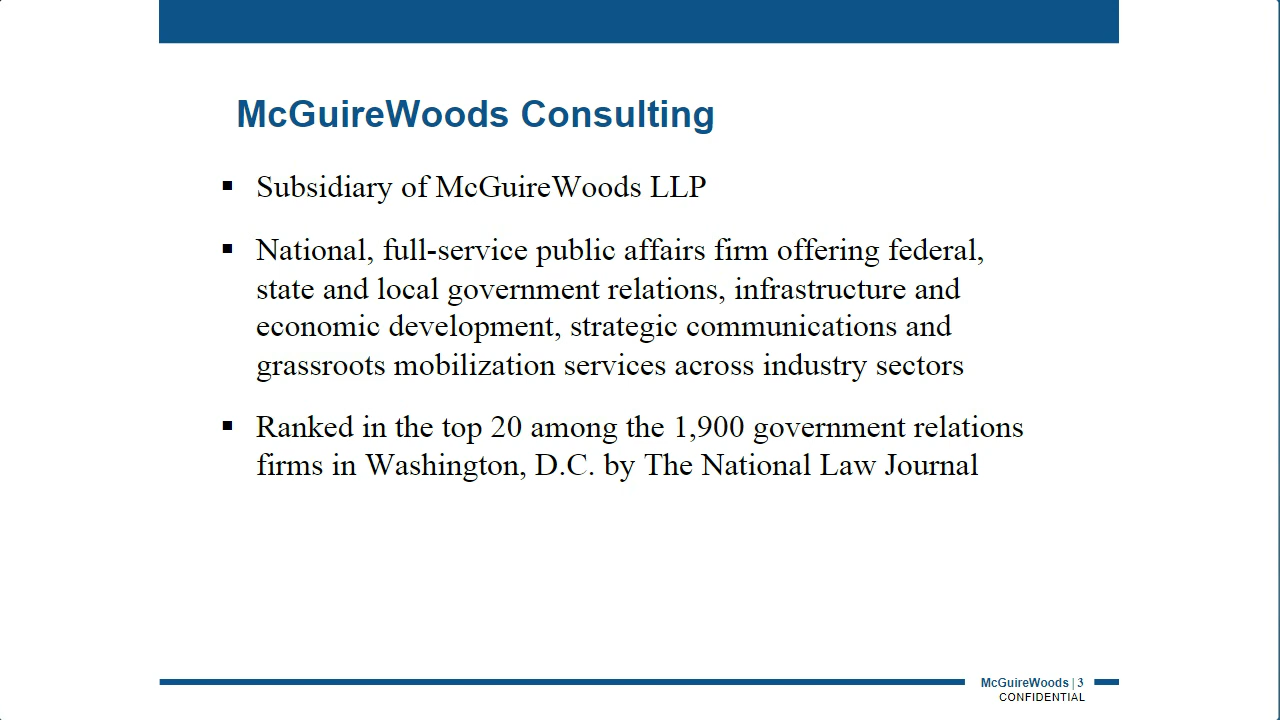 McGuireWoods Consulting
▪ Subsidiary of McGuireWoods LLP
▪ National, full-service public affairs firm offering federal,
state and local government relations, infrastructure and
economic development, strategic communications and
grassroots mobilization services across industry sectors
▪ Ranked in the top 20 among the 1,900 government relations
firms in Washington, D.C. by The National Law Journal
McGuireWoods | 3
CONFIDENTIAL